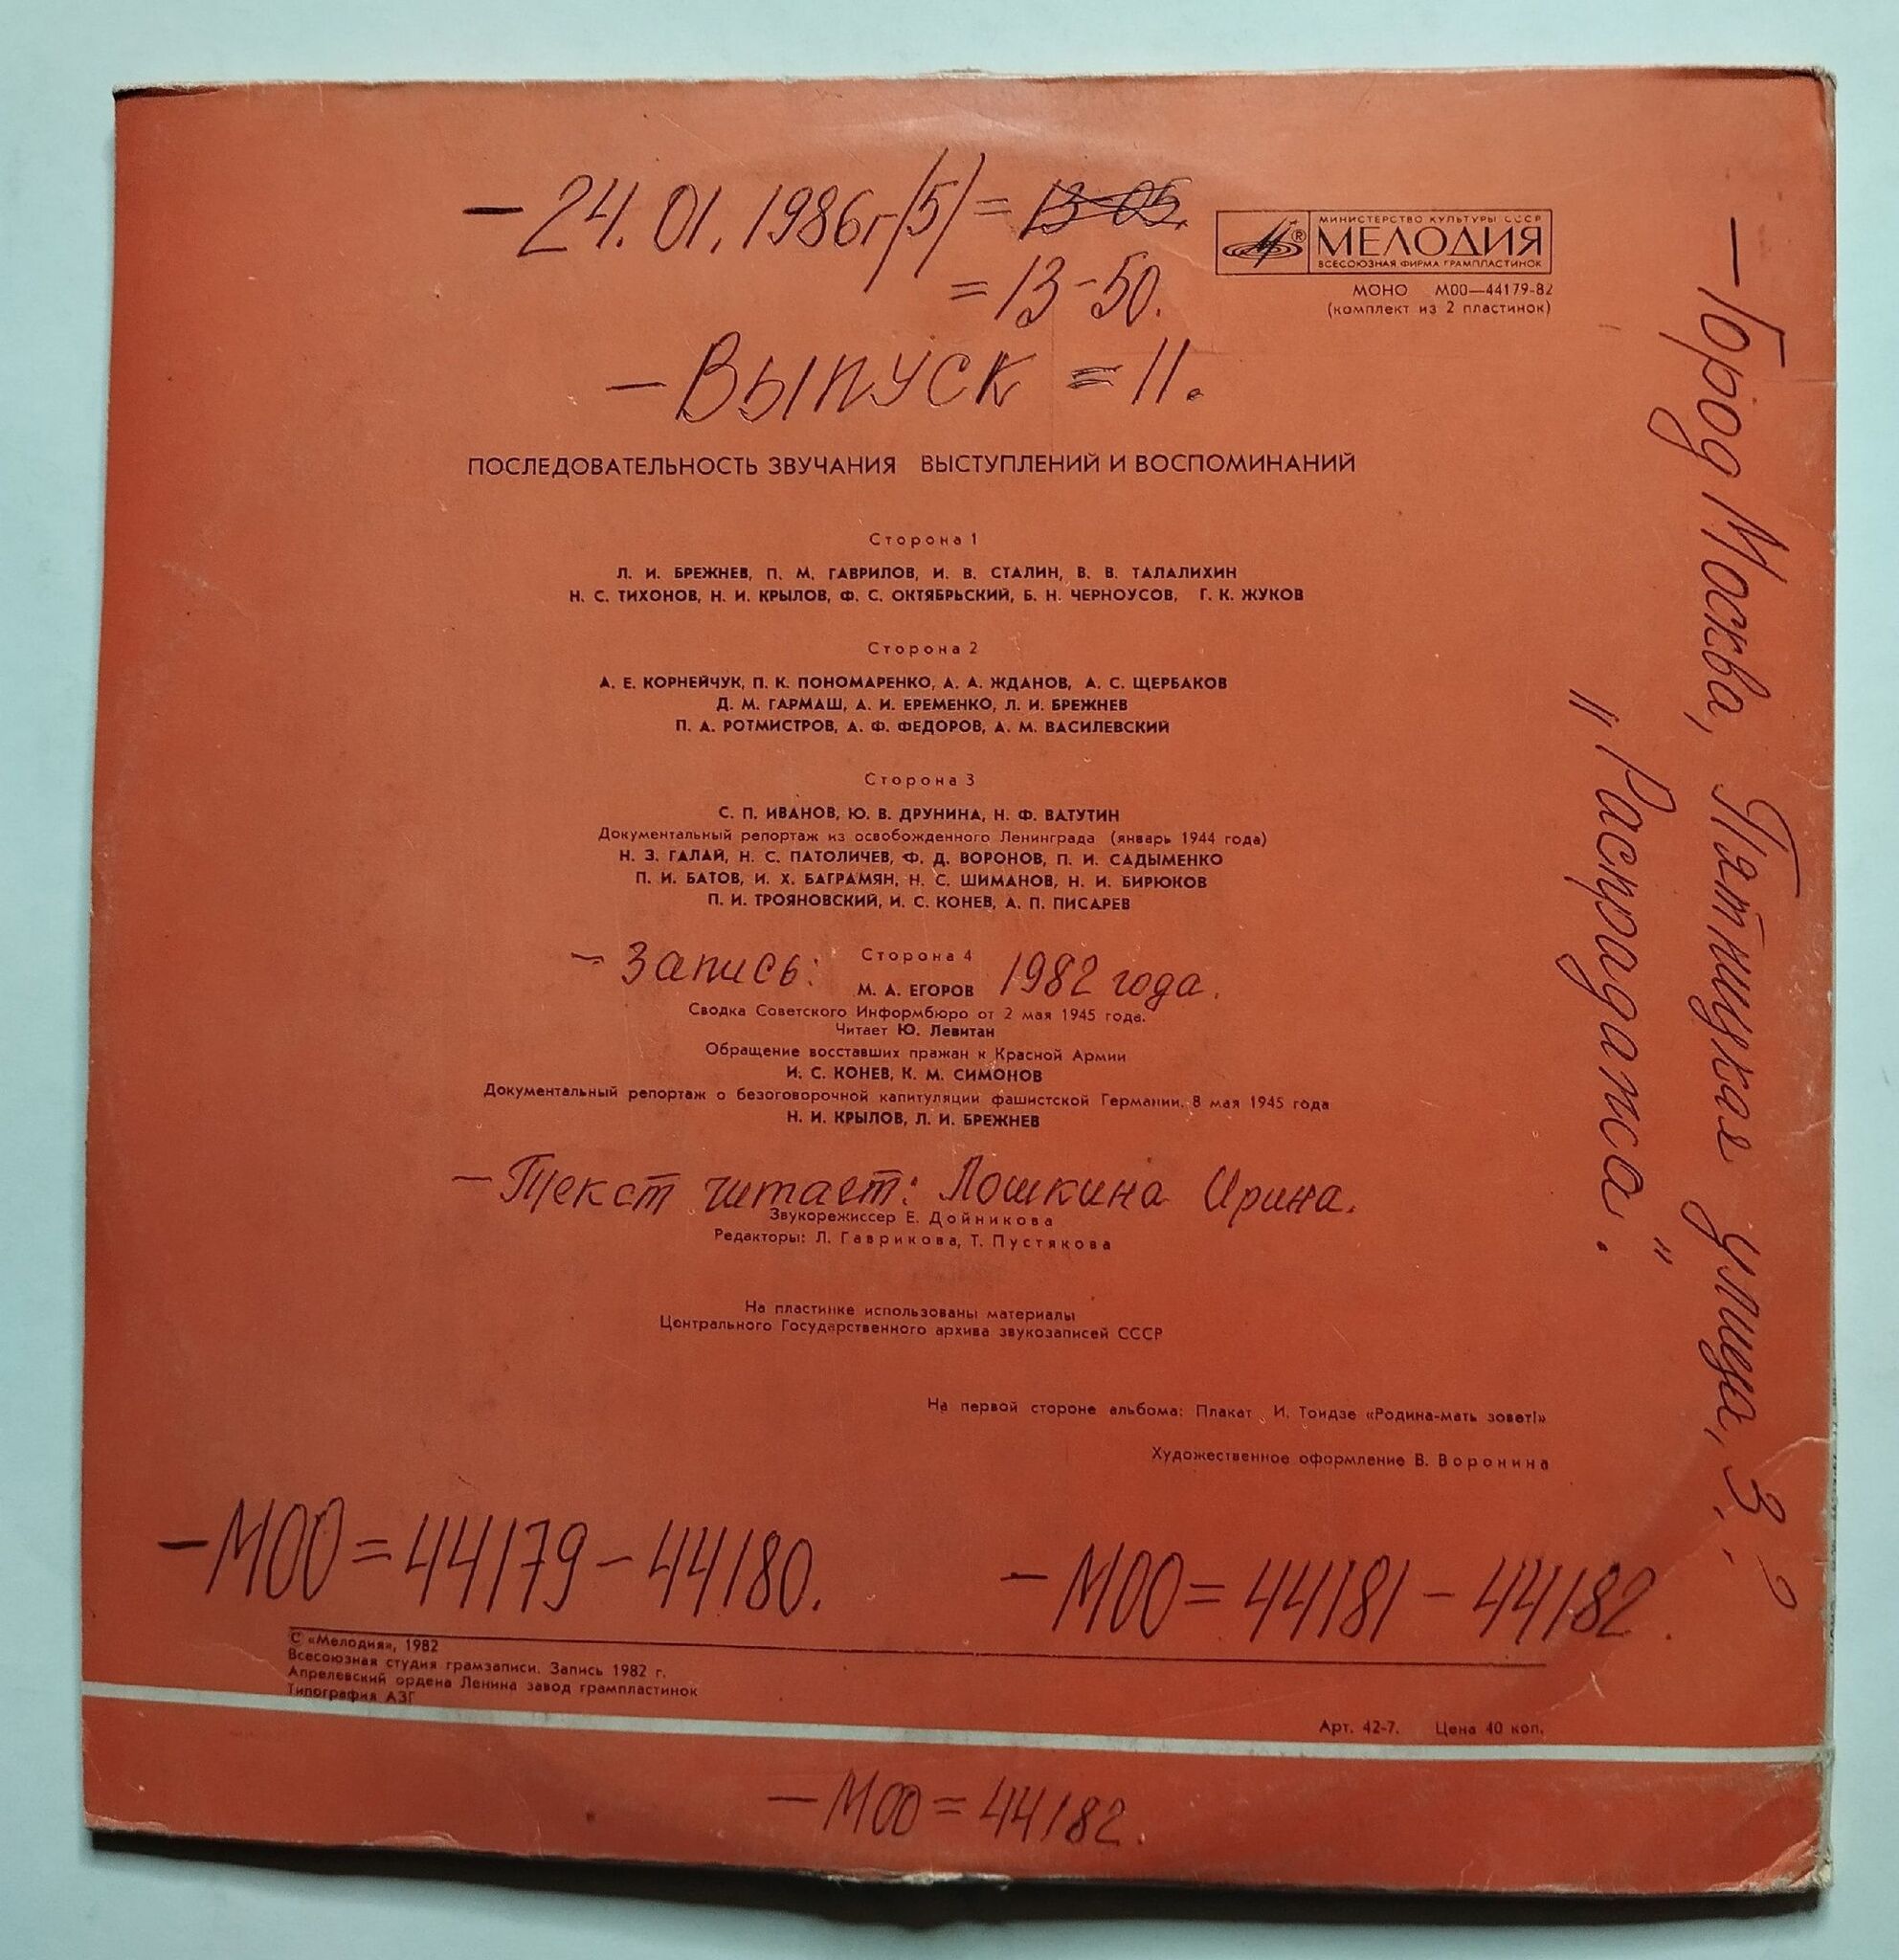 – 24.01.1986г/5/ = 13-05.
= 13-50.
МИНИСТЕРСТВО КУЛЬТУРЫ СССР
МЕЛОДИЯ
ВСЕСОЮЗНАЯ ФИРМА ГРАМПЛАСТИНОК
МОНО М00—44179-82
(комплект из 2 пластинок)
– Выпуск = 11.
ПОСЛЕДОВАТЕЛЬНОСТЬ ЗВУЧАНИЯ ВЫСТУПЛЕНИЙ И ВОСПОМИНАНИЙ
Сторона 1
Л. И. БРЕЖНЕВ, П. М. ГАВРИЛОВ, И. В. СТАЛИН, В. В. ТАЛАЛИХИН
Н. С. ТИХОНОВ, Н. И. КРЫЛОВ, Ф. С. ОКТЯБРЬСКИЙ, Б. Н. ЧЕРНОУСОВ, Г. К. ЖУКОВ
Сторона 2
А. Е. КОРНЕЙЧУК, П. К. ПОНОМАРЕНКО, А. А. ЖДАНОВ, А. С. ЩЕРБАКОВ
Д. М. ГАРМАШ, А. И. ЕРЕМЕНКО, Л. И. БРЕЖНЕВ
П. А. РОТМИСТРОВ, А. Ф. ФЕДОРОВ, А. М. ВАСИЛЕВСКИЙ
Сторона 3
С. П. ИВАНОВ, Ю. В. ДРУНИНА, Н. Ф. ВАТУТИН
Документальный репортаж из освобожденного Ленинграда (январь 1944 года)
Н. З. ГАЛАЙ, Н. С. ПАТОЛИЧЕВ, Ф. Д. ВОРОНОВ, П. И. САДЫМЕНКО
П. И. БАТОВ, И. Х. БАГРАМЯН, Н. С. ШИМАНОВ, Н. И. БИРЮКОВ
П. И. ТРОЯНОВСКИЙ, И. С. КОНЕВ, А. П. ПИСАРЕВ
– Запись: 1982 года.
Сторона 4
М. А. ЕГОРОВ
Сводка Советского Информбюро от 2 мая 1945 года.
Читает Ю. Левитан
Обращение восставших пражан к Красной Армии
И. С. КОНЕВ, К. М. СИМОНОВ
Документальный репортаж о безоговорочной капитуляции фашистской Германии. 8 мая 1945 года
Н. И. КРЫЛОВ, Л. И. БРЕЖНЕВ
– Текст читает: Лошкина Ирина.
Звукорежиссер Е. Дойникова
Редакторы: Л. Гаврикова, Т. Пустякова
На пластинке использованы материалы
Центрального Государственного архива звукозаписей СССР
На первой стороне альбома: Плакат И. Тоидзе «Родина-мать зовет!»
Художественное оформление В. Воронина
– М00 = 44179 – 44180.
– М00 = 44181 – 44182.
© «Мелодия», 1982
Всесоюзная студия грамзаписи. Запись 1982 г.
Апрелевский ордена Ленина завод грампластинок
Типография АЗГ
Арт. 42-7. Цена 40 коп.
– М00 = 44182.
– Город Москва, Пятницкая улица, 3.
„Распродажа."